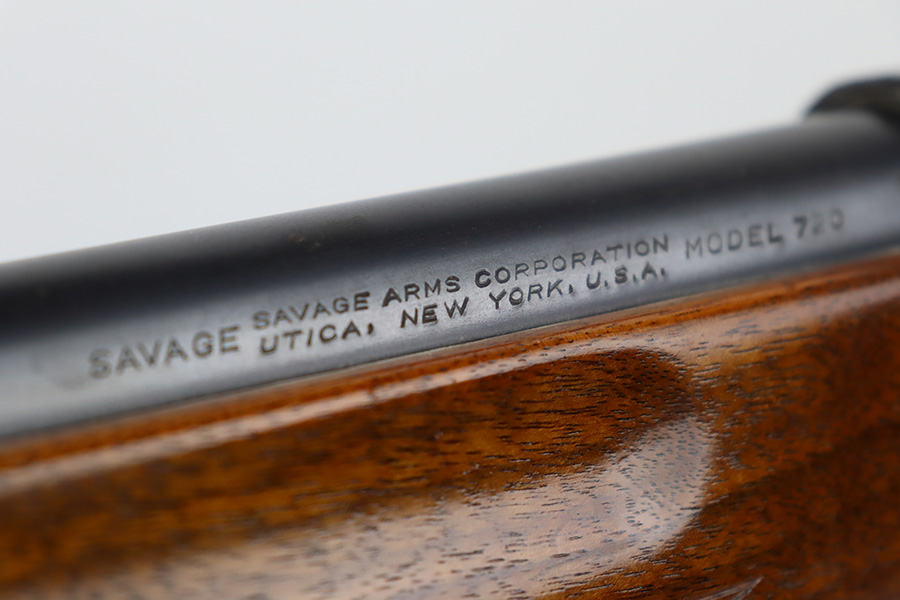 SAVAGE SAVAGE ARMS CORPORATION MODEL 720
UTICA, NEW YORK, U.S.A.